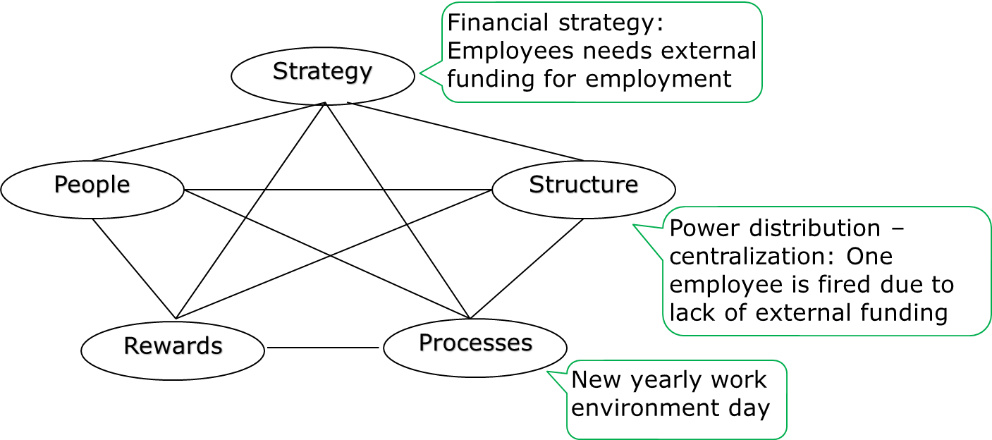 Financial strategy:
Employees needs external
funding for employment
Strategy
People
Structure
Power distribution –
centralization: One
employee is fired due to
lack of external funding
Rewards
Processes
New yearly work
environment day